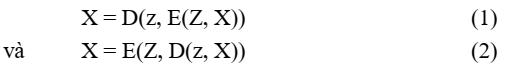 X = D(z, E(Z, X)) (1)
và X = E(Z, D(z, X)) (2)